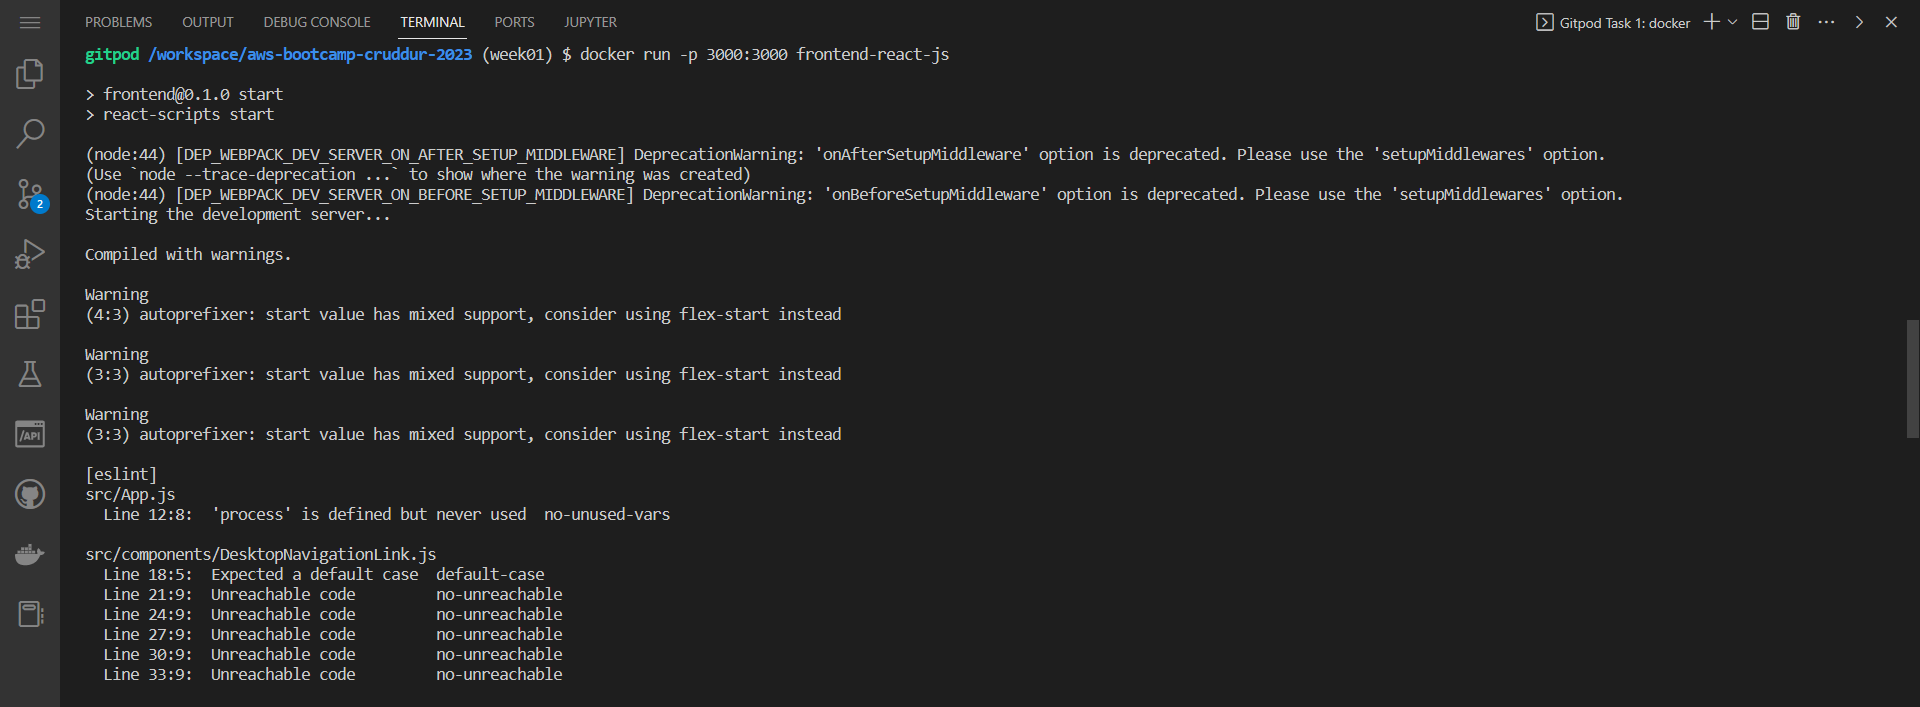 PROBLEMS OUTPUT DEBUG CONSOLE TERMINAL PORTS JUPYTER Gitpod Task 1: docker
gitpod /workspace/aws-bootcamp-cruddur-2023 (week01) $ docker run -p 3000:3000 frontend-react-js
> frontend@0.1.0 start
> react-scripts start
(node:44) [DEP_WEBPACK_DEV_SERVER_ON_AFTER_SETUP_MIDDLEWARE] DeprecationWarning: 'onAfterSetupMiddleware' option is deprecated. Please use the 'setupMiddlewares' option.
(Use `node --trace-deprecation ...` to show where the warning was created)
(node:44) [DEP_WEBPACK_DEV_SERVER_ON_BEFORE_SETUP_MIDDLEWARE] DeprecationWarning: 'onBeforeSetupMiddleware' option is deprecated. Please use the 'setupMiddlewares' option.
Starting the development server...
Compiled with warnings.
Warning
(4:3) autoprefixer: start value has mixed support, consider using flex-start instead
Warning
(3:3) autoprefixer: start value has mixed support, consider using flex-start instead
Warning
(3:3) autoprefixer: start value has mixed support, consider using flex-start instead
[eslint]
src/App.js
Line 12:8: 'process' is defined but never used no-unused-vars
src/components/DesktopNavigationLink.js
Line 18:5: Expected a default case default-case
Line 21:9: Unreachable code no-unreachable
Line 24:9: Unreachable code no-unreachable
Line 27:9: Unreachable code no-unreachable
Line 30:9: Unreachable code no-unreachable
Line 33:9: Unreachable code no-unreachable
2
/API